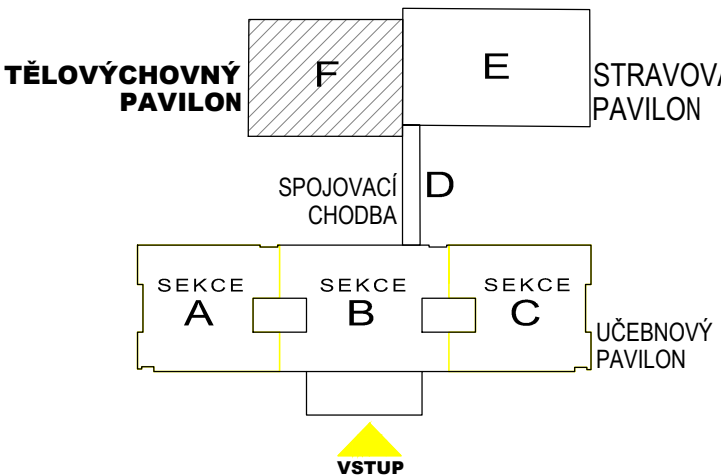 TĚLOVÝCHOVNÝ
PAVILON
F
E
STRAVOVA
PAVILON
SPOJOVACÍ
CHODBA
D
SEKCE
A
SEKCE
B
SEKCE
C
UČEBNOVÝ
PAVILON
VSTUP